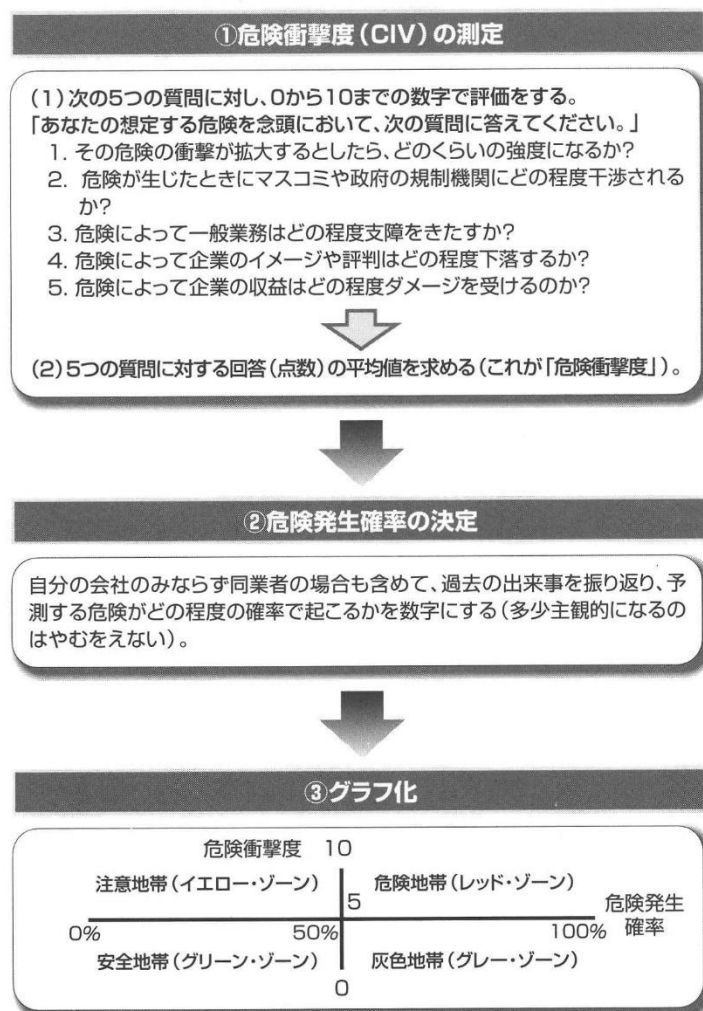 ①危険衝撃度(CIV)の測定
(1)次の5つの質問に対し、0から10までの数字で評価をする。
「あなたの想定する危険を念頭において、次の質問に答えてください。」
1. その危険の衝撃が拡大するとしたら、どのくらいの強度になるか?
2. 危険が生じたときにマスコミや政府の規制機関にどの程度干渉される
か?
3. 危険によって一般業務はどの程度支障をきたすか?
4. 危険によって企業のイメージや評判はどの程度下落するか?
5. 危険によって企業の収益はどの程度ダメージを受けるのか?
(2)5つの質問に対する回答(点数)の平均値を求める(これが「危険衝撃度」)。
②危険発生確率の決定
自分の会社のみならず同業者の場合も含めて、過去の出来事を振り返り、予
測する危険がどの程度の確率で起こるかを数字にする(多少主観的になるの
はやむをえない)。
③グラフ化
危険衝撃度 10
注意地帯(イエロー・ゾーン) 危険地帯(レッド・ゾーン)
5 危険発生
0% 50% 100% 確率
安全地帯(グリーン・ゾーン) 灰色地帯(グレー・ゾーン)
0